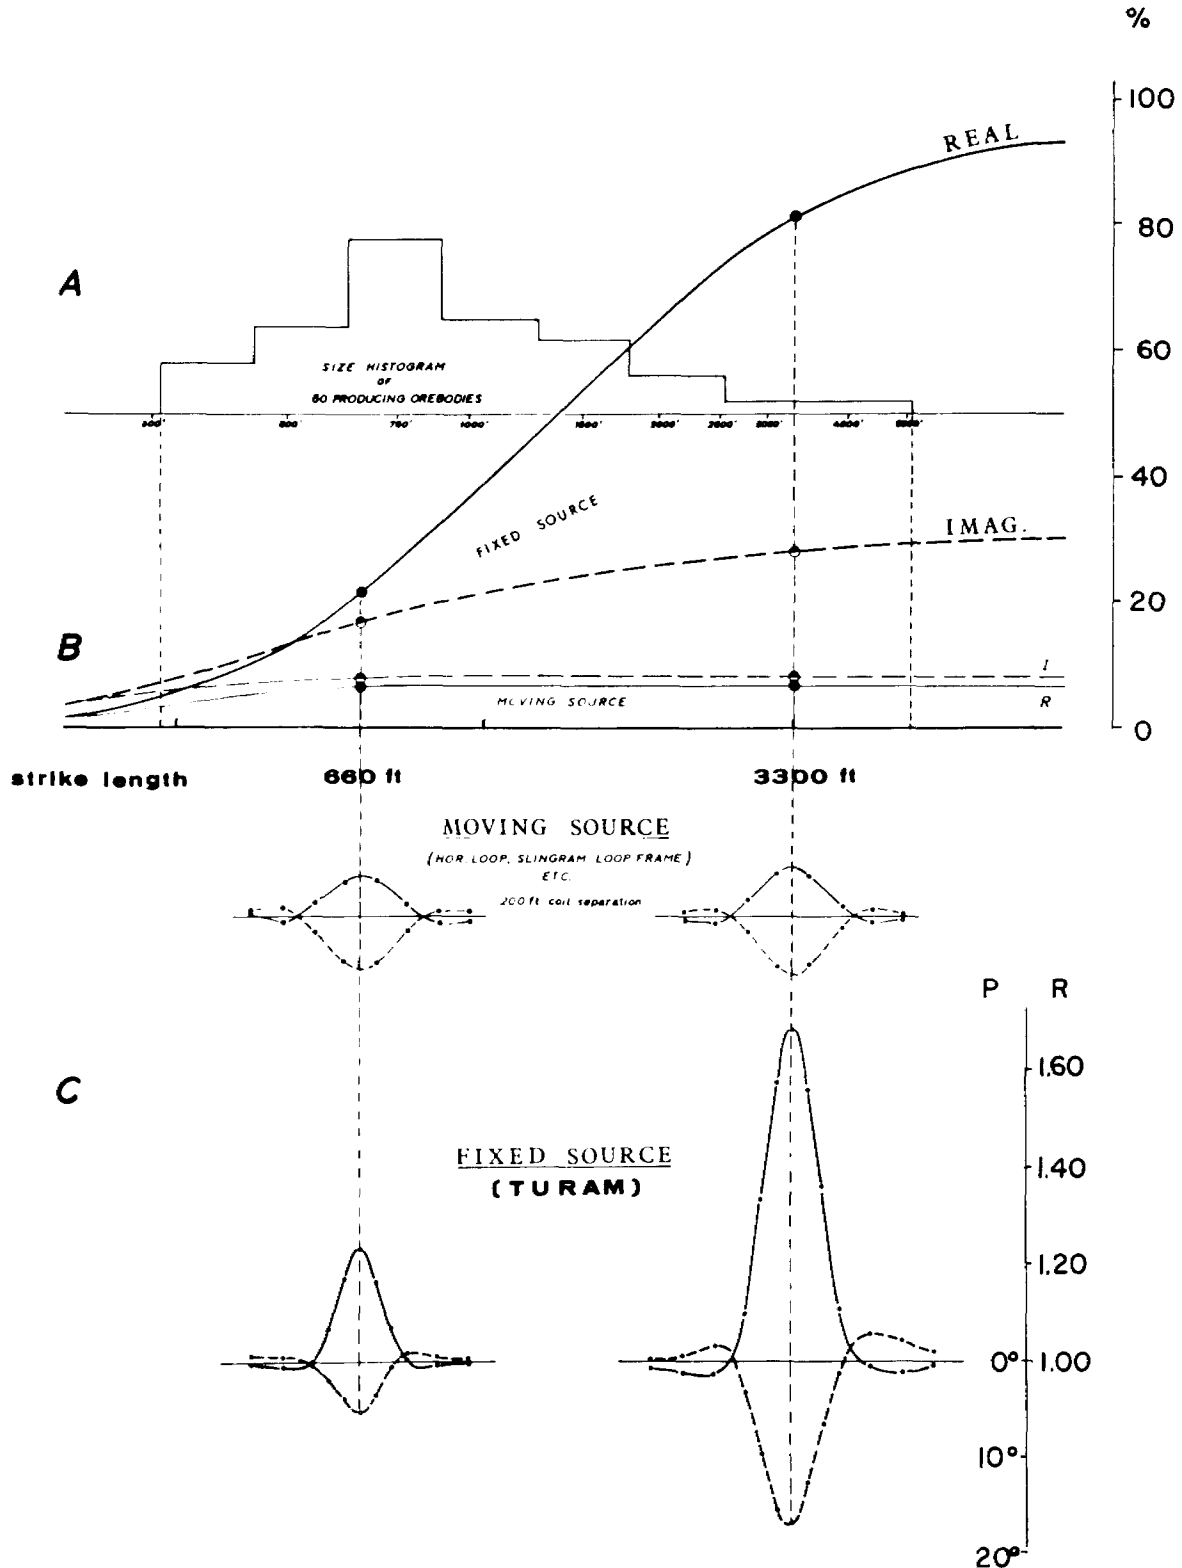 %
100
REAL
80
A
60
SIZE HISTOGRAM
OF
60 PRODUCING OREBODIES
750' 1000' 1500' 2000' 2500' 3000' 4000' 5000'
40
FIXED SOURCE
IMAG.
20
B
I
MOVING SOURCE
R
0
strike length 660 ft 3300 ft
MOVING SOURCE
(HOR. LOOP, SLINGRAM LOOP FRAME)
ETC.
200 ft coil separation
P R
1.60
C
FIXED SOURCE
(TURAM)
1.40
1.20
0° 1.00
10°
20°